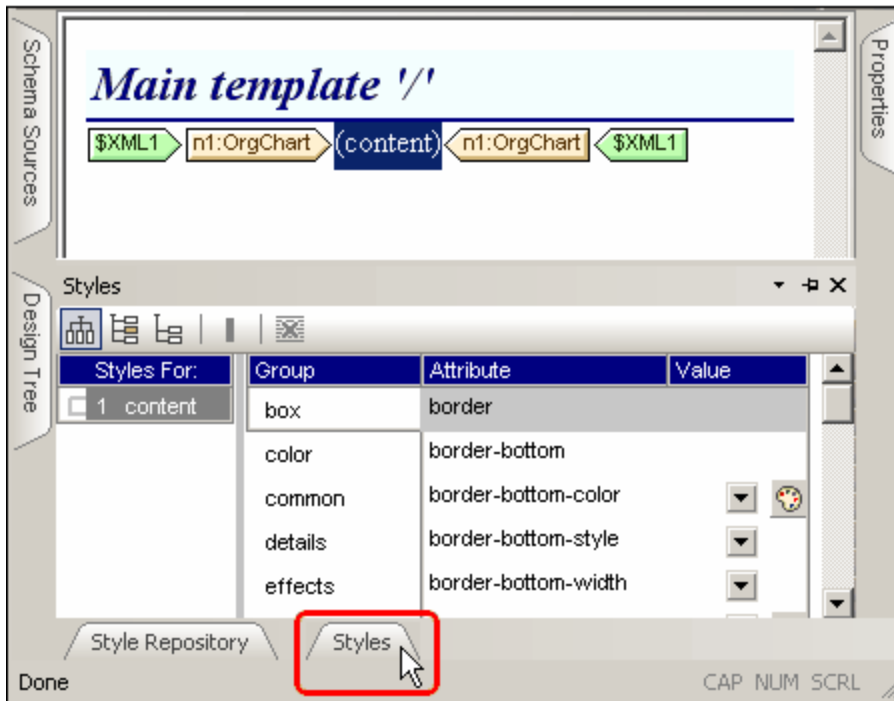 Schema Sources
Properties
Main template '/'
$XML1 n1:OrgChart (content) n1:OrgChart $XML1
Design Tree
Styles
Styles For: Group Attribute Value
1 content box border
color border-bottom
common border-bottom-color
details border-bottom-style
effects border-bottom-width
Style Repository Styles
Done CAP NUM SCRL